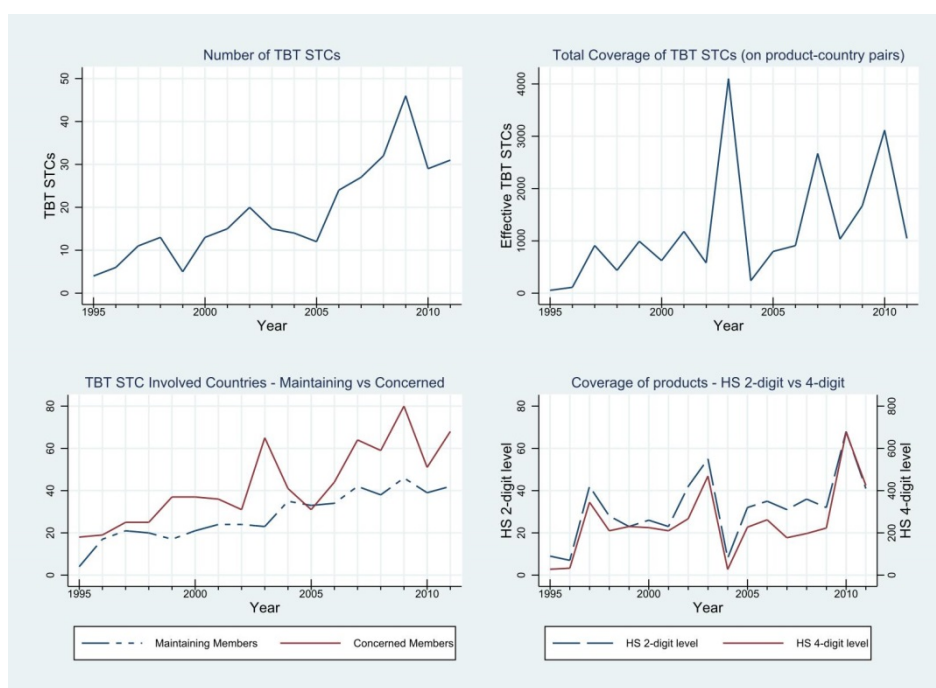 Number of TBT STCs
TBT STCs
50
40
30
20
10
0
1995
2000
2005
2010
Year
Total Coverage of TBT STCs (on product-country pairs)
Effective TBT STCs
4000
3000
2000
1000
0
1995
2000
2005
2010
Year
TBT STC Involved Countries - Maintaining vs Concerned
80
60
40
20
0
1995
2000
2005
2010
Year
Maintaining Members
Concerned Members
Coverage of products - HS 2-digit vs 4-digit
HS 2-digit level
80
60
40
20
0
HS 4-digit level
800
600
400
200
0
1995
2000
2005
2010
Year
HS 2-digit level
HS 4-digit level